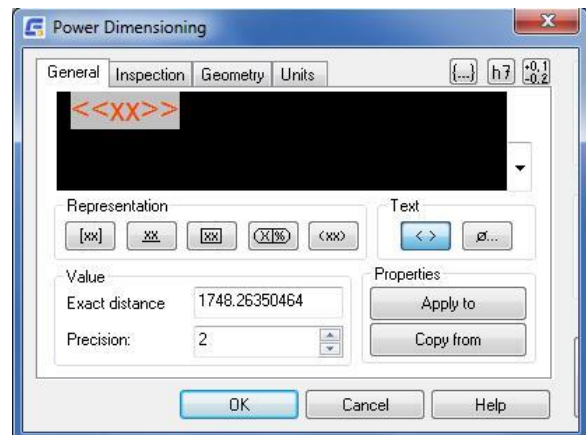 Power Dimensioning
General Inspection Geometry Units {...} h7 +0,1 -0,2
<<xx>>
Representation
[xx] xx xx (X|%) (xx)
Text
< > ø...
Value
Exact distance 1748.26350464
Precision: 2
Properties
Apply to
Copy from
OK Cancel Help